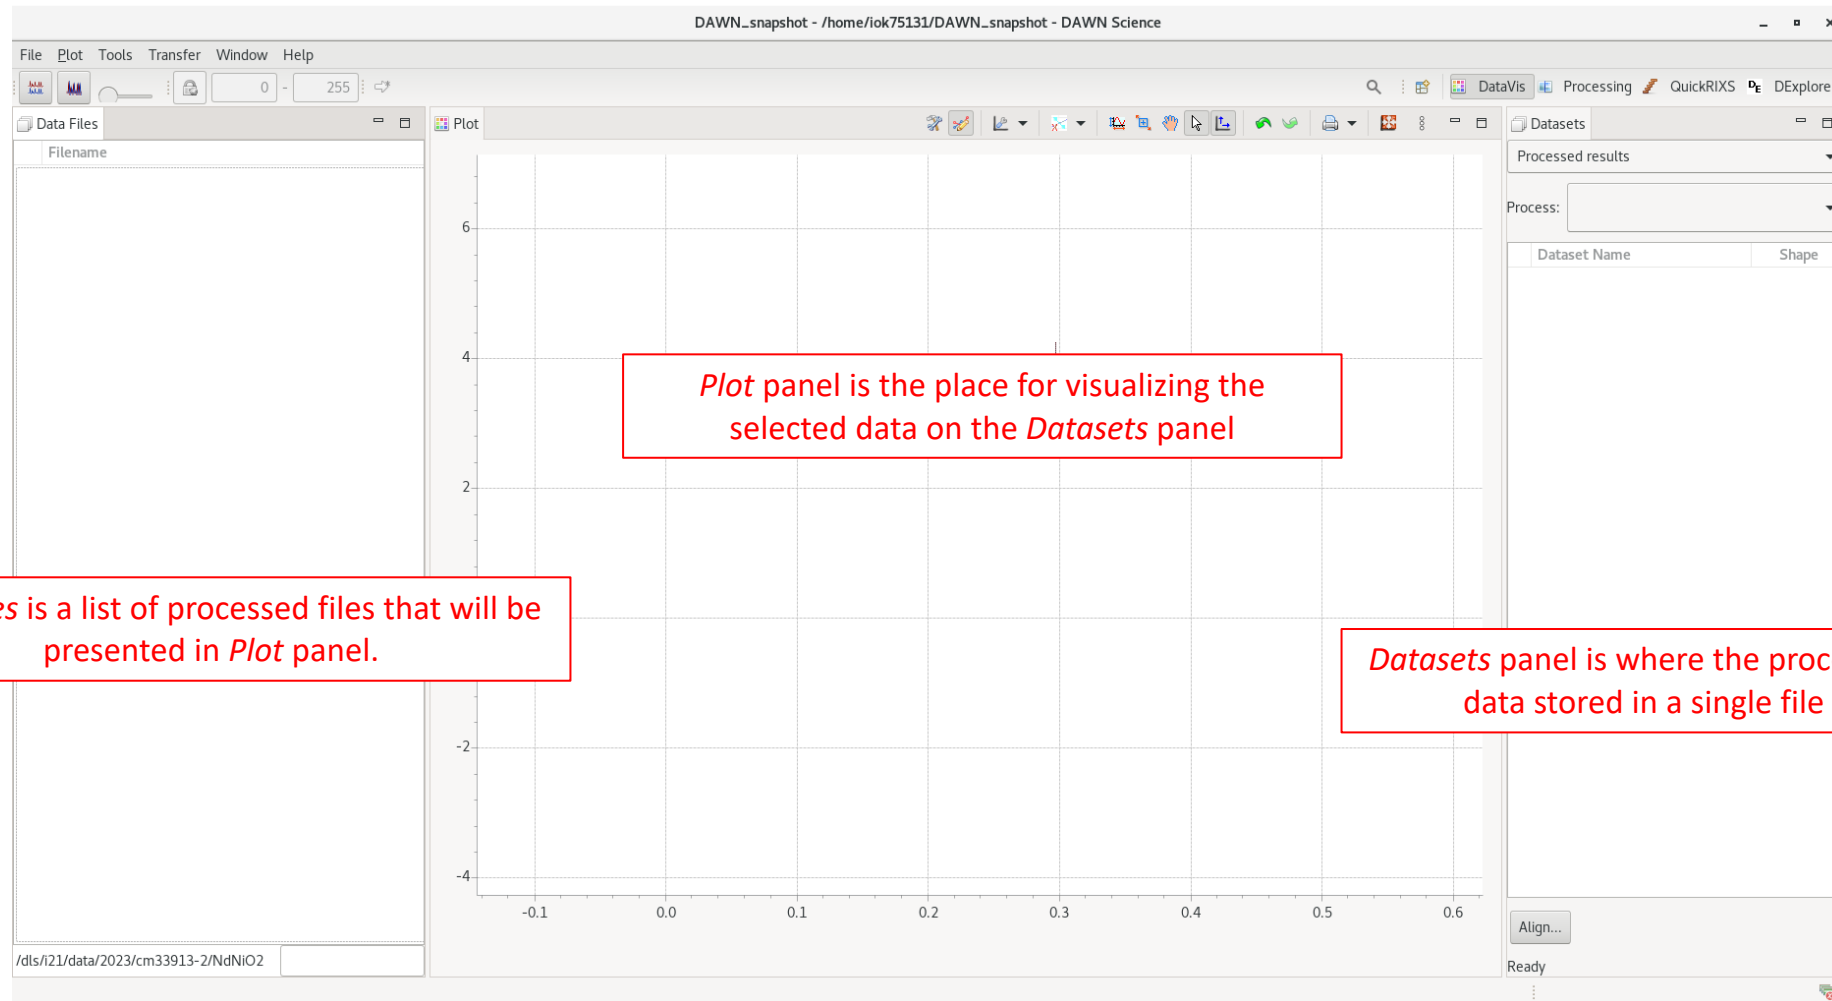 DAWN_snapshot - /home/iok75131/DAWN_snapshot - DAWN Science
File Plot Tools Transfer Window Help
0 - 255
DataVis Processing QuickRIXS DExplore
Data Files
Filename
Plot
Datasets
Processed results
Process:
Dataset Name Shape
6
4
2
-2
-4
-0.1 0.0 0.1 0.2 0.3 0.4 0.5 0.6
Plot panel is the place for visualizing the
selected data on the Datasets panel
is a list of processed files that will be
presented in Plot panel.
Datasets panel is where the
data stored in a single file
Align...
/dls/i21/data/2023/cm33913-2/NdNiO2
Ready